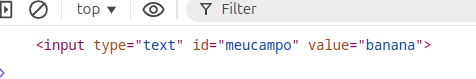 top
Filter
<input type="text" id="meucampo" value="banana">